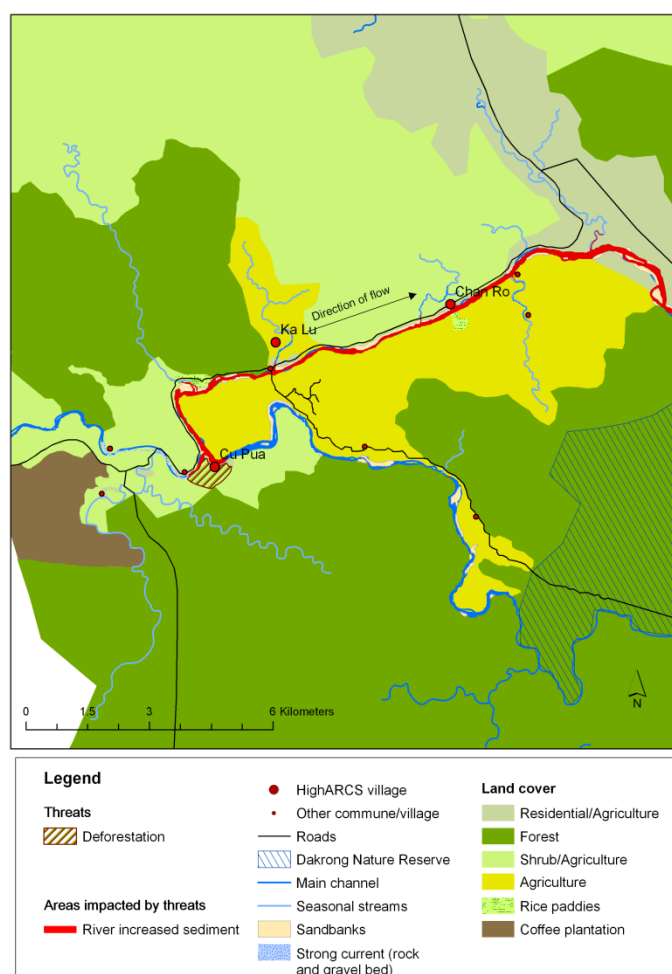 Direction of flow
Chan Ro
Ka Lu
Cu Pua
0 1.5 3 6 Kilometers
N
Legend
Threats
Deforestation
Areas impacted by threats
River increased sediment
HighARCS village
Other commune/village
Roads
Dakrong Nature Reserve
Main channel
Seasonal streams
Sandbanks
Strong current (rock
and gravel bed)
Land cover
Residential/Agriculture
Forest
Shrub/Agriculture
Agriculture
Rice paddies
Coffee plantation